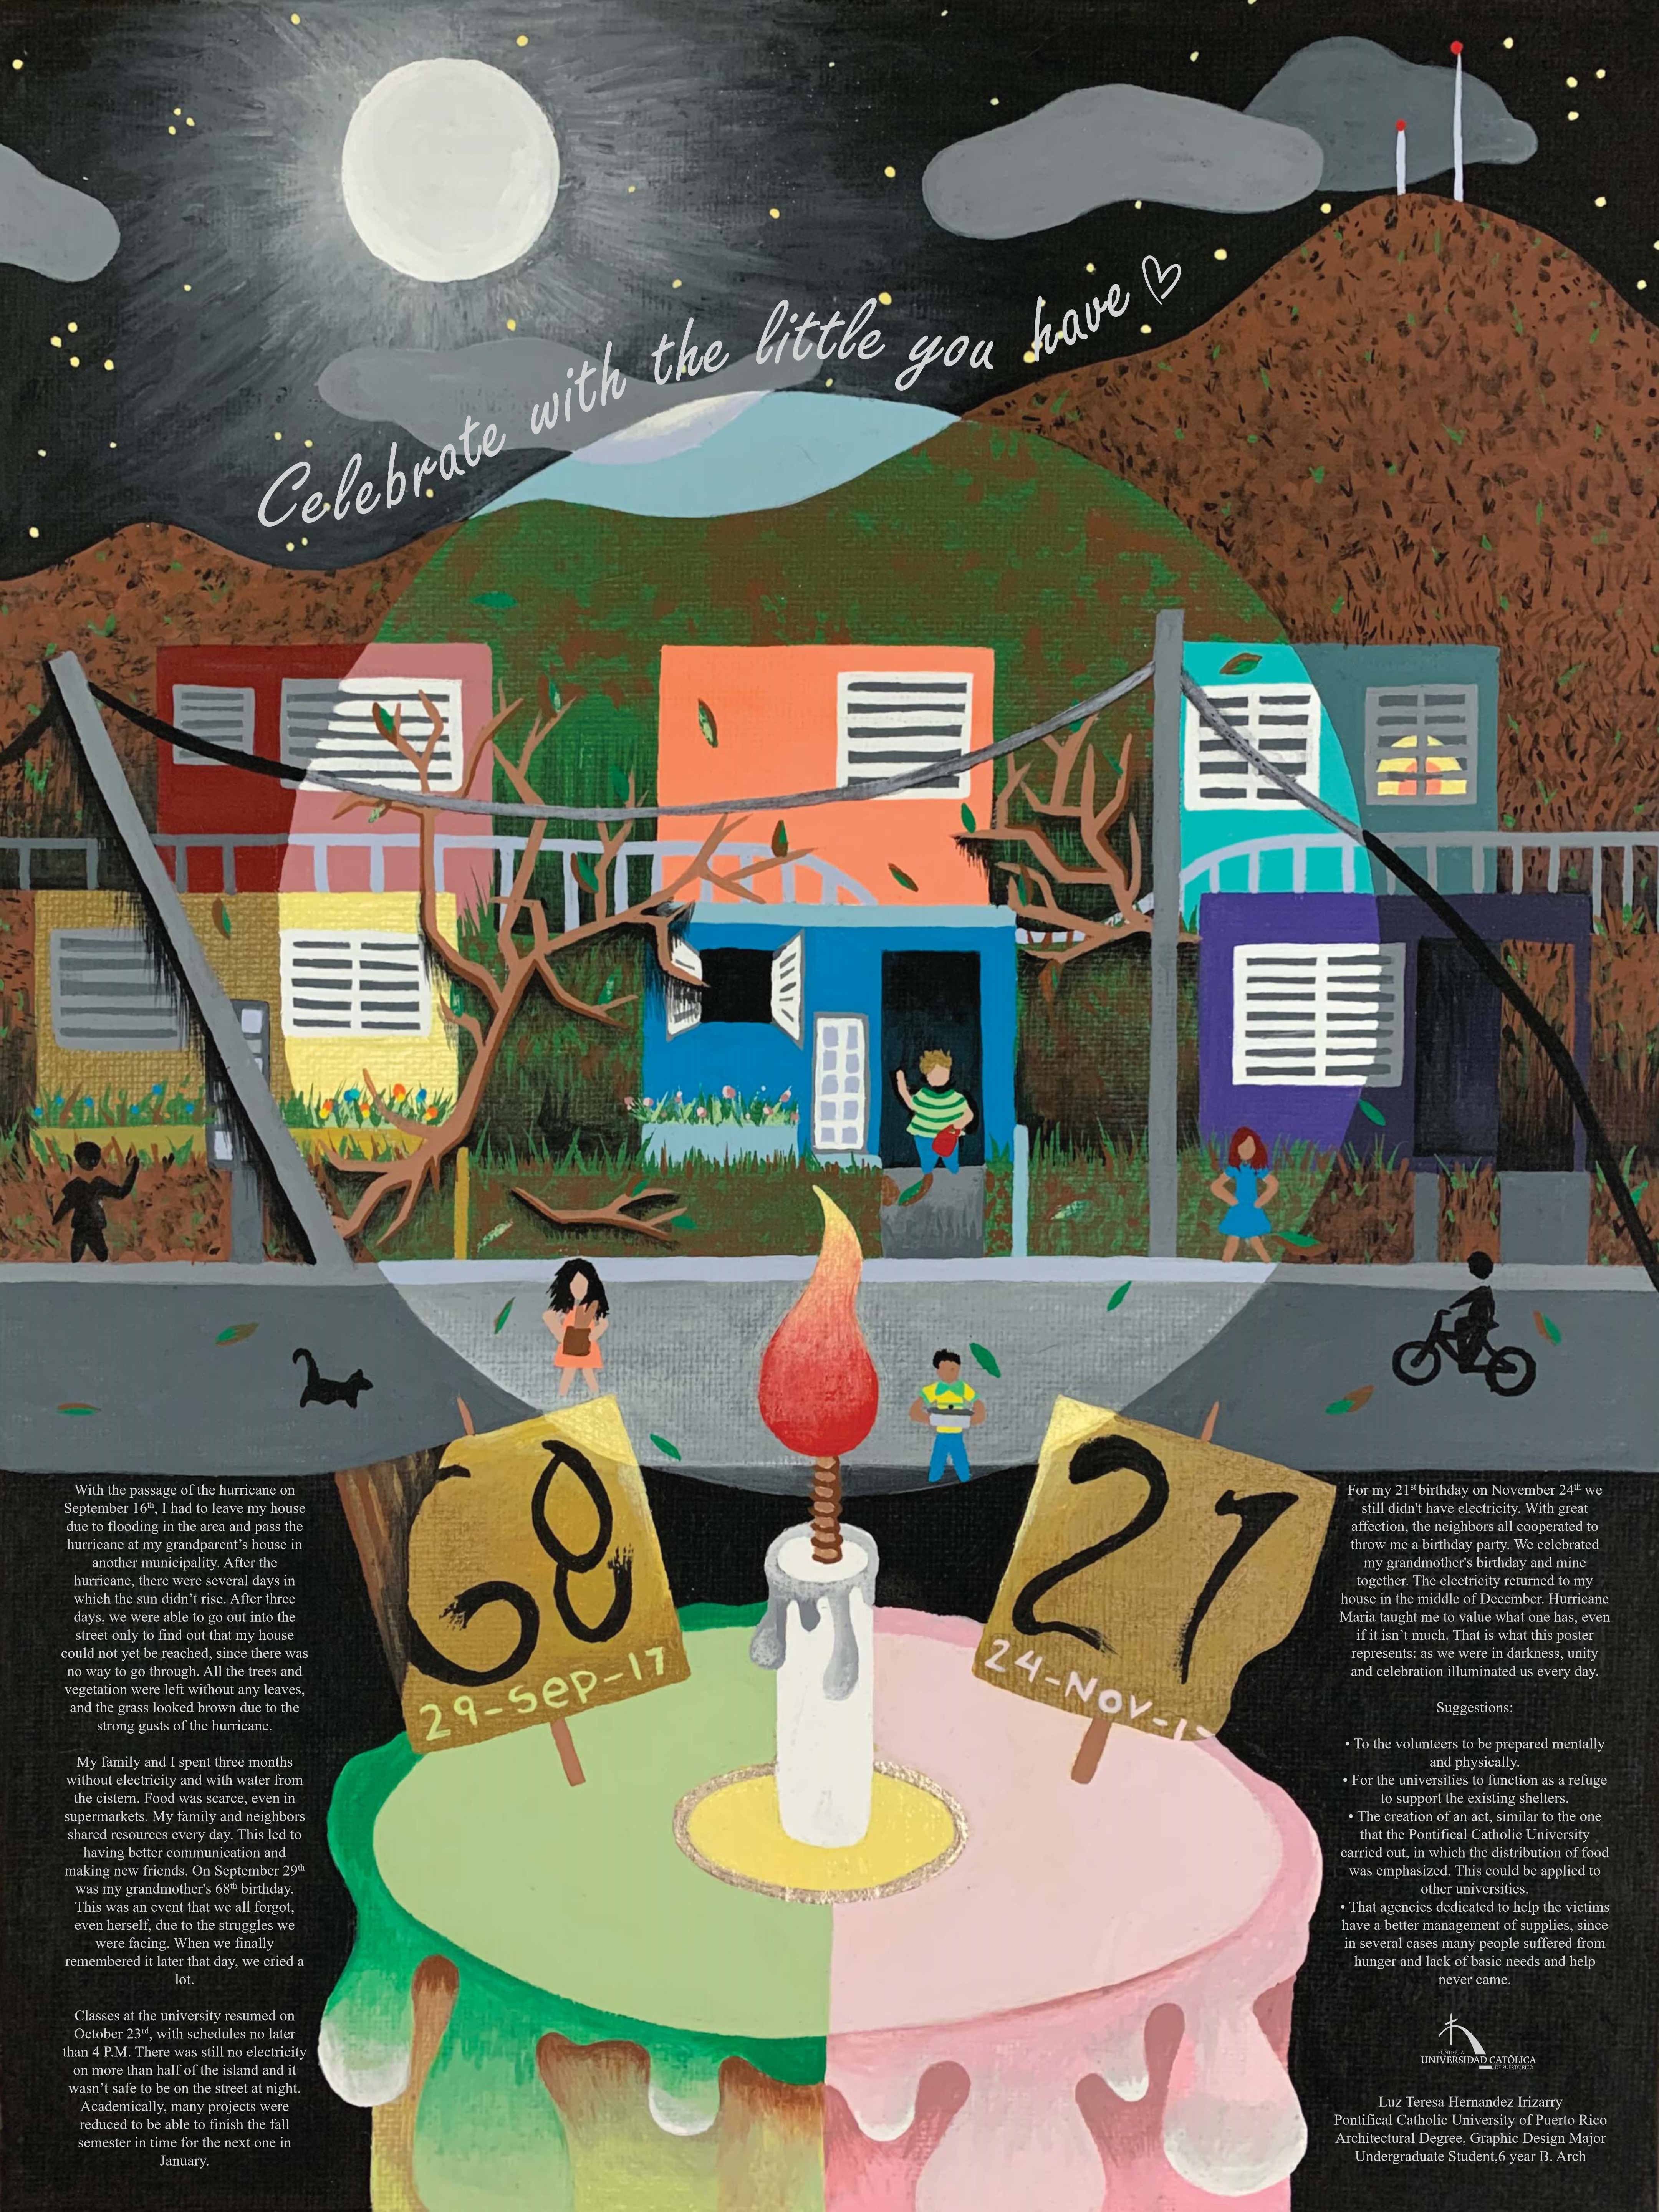 Celebrate with the little you have
68
29-Sep-17
21
24-Nov-1
With the passage of the hurricane on
September 16th, I had to leave my house
due to flooding in the area and pass the
hurricane at my grandparent’s house in
another municipality. After the
hurricane, there were several days in
which the sun didn’t rise. After three
days, we were able to go out into the
street only to find out that my house
could not yet be reached, since there was
no way to go through. All the trees and
vegetation were left without any leaves,
and the grass looked brown due to the
strong gusts of the hurricane.
My family and I spent three months
without electricity and with water from
the cistern. Food was scarce, even in
supermarkets. My family and neighbors
shared resources every day. This led to
having better communication and
making new friends. On September 29th
was my grandmother's 68th birthday.
This was an event that we all forgot,
even herself, due to the struggles we
were facing. When we finally
remembered it later that day, we cried a
lot.
Classes at the university resumed on
October 23rd, with schedules no later
than 4 P.M. There was still no electricity
on more than half of the island and it
wasn’t safe to be on the street at night.
Academically, many projects were
reduced to be able to finish the fall
semester in time for the next one in
January.
For my 21st birthday on November 24th we
still didn't have electricity. With great
affection, the neighbors all cooperated to
throw me a birthday party. We celebrated
my grandmother's birthday and mine
together. The electricity returned to my
house in the middle of December. Hurricane
Maria taught me to value what one has, even
if it isn’t much. That is what this poster
represents: as we were in darkness, unity
and celebration illuminated us every day.
Suggestions:
• To the volunteers to be prepared mentally
and physically.
• For the universities to function as a refuge
to support the existing shelters.
• The creation of an act, similar to the one
that the Pontifical Catholic University
carried out, in which the distribution of food
was emphasized. This could be applied to
other universities.
• That agencies dedicated to help the victims
have a better management of supplies, since
in several cases many people suffered from
hunger and lack of basic needs and help
never came.
PONTIFICIA
UNIVERSIDAD CATÓLICA
DE PUERTO RICO
Luz Teresa Hernandez Irizarry
Pontifical Catholic University of Puerto Rico
Architectural Degree, Graphic Design Major
Undergraduate Student,6 year B. Arch